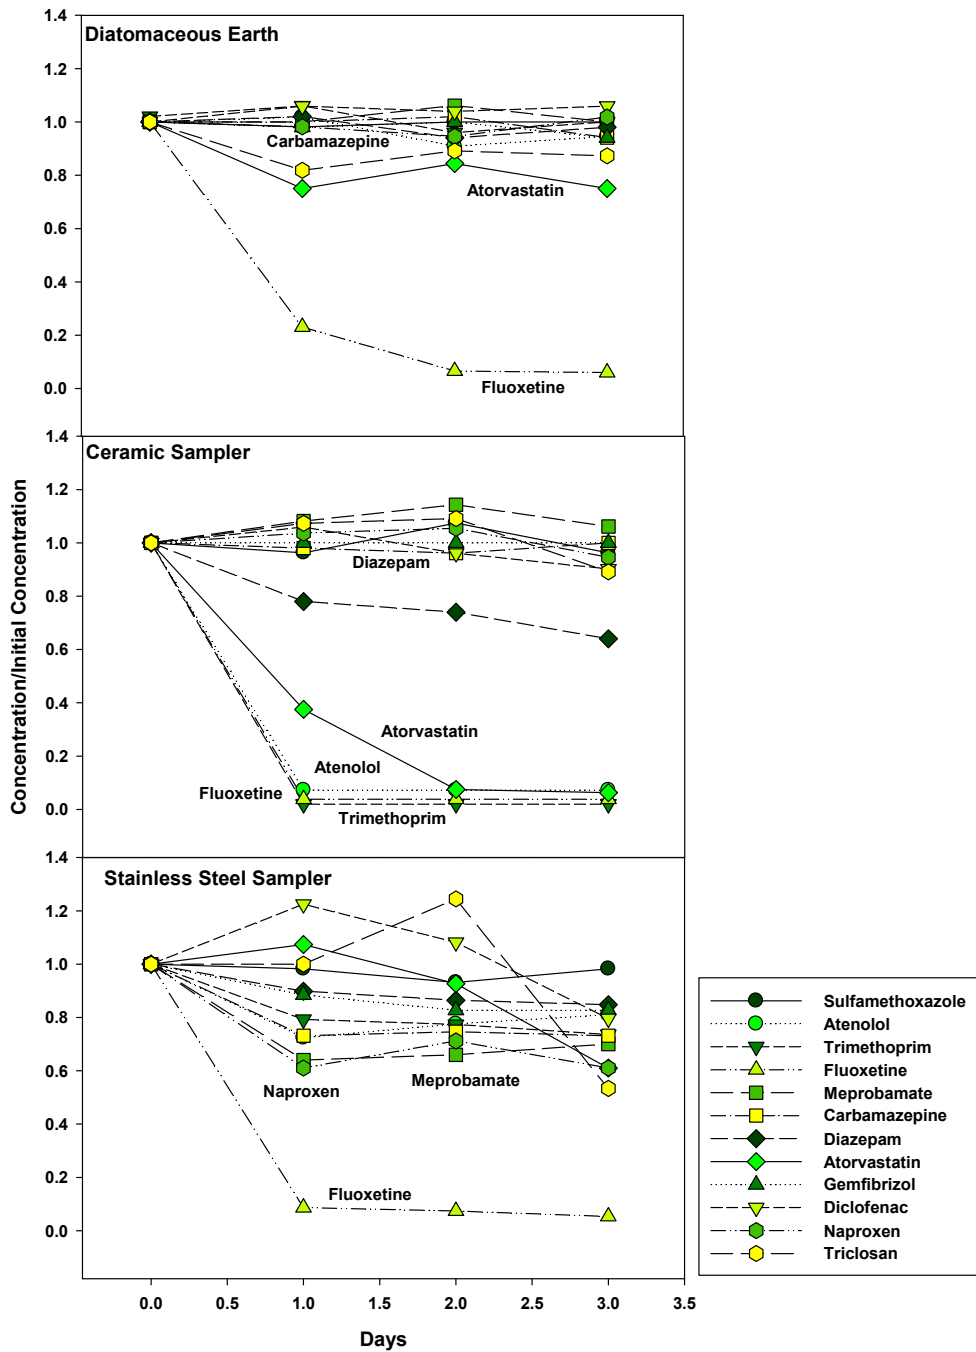 1.4
Diatomaceous Earth
1.2
1.0
Carbamazepine
0.8
Atorvastatin
0.6
0.4
0.2
0.0
Fluoxetine
1.4
Ceramic Sampler
1.2
1.0
Diazepam
0.8
0.6
0.4
Atorvastatin
0.2
Atenolol
Fluoxetine
0.0
Trimethoprim
Concentration/Initial Concentration
1.4
Stainless Steel Sampler
1.2
1.0
0.8
0.6
Naproxen
Meprobamate
0.4
0.2
Fluoxetine
0.0
0.0 0.5 1.0 1.5 2.0 2.5 3.0 3.5
Days
Sulfamethoxazole
Atenolol
Trimethoprim
Fluoxetine
Meprobamate
Carbamazepine
Diazepam
Atorvastatin
Gemfibrizol
Diclofenac
Naproxen
Triclosan